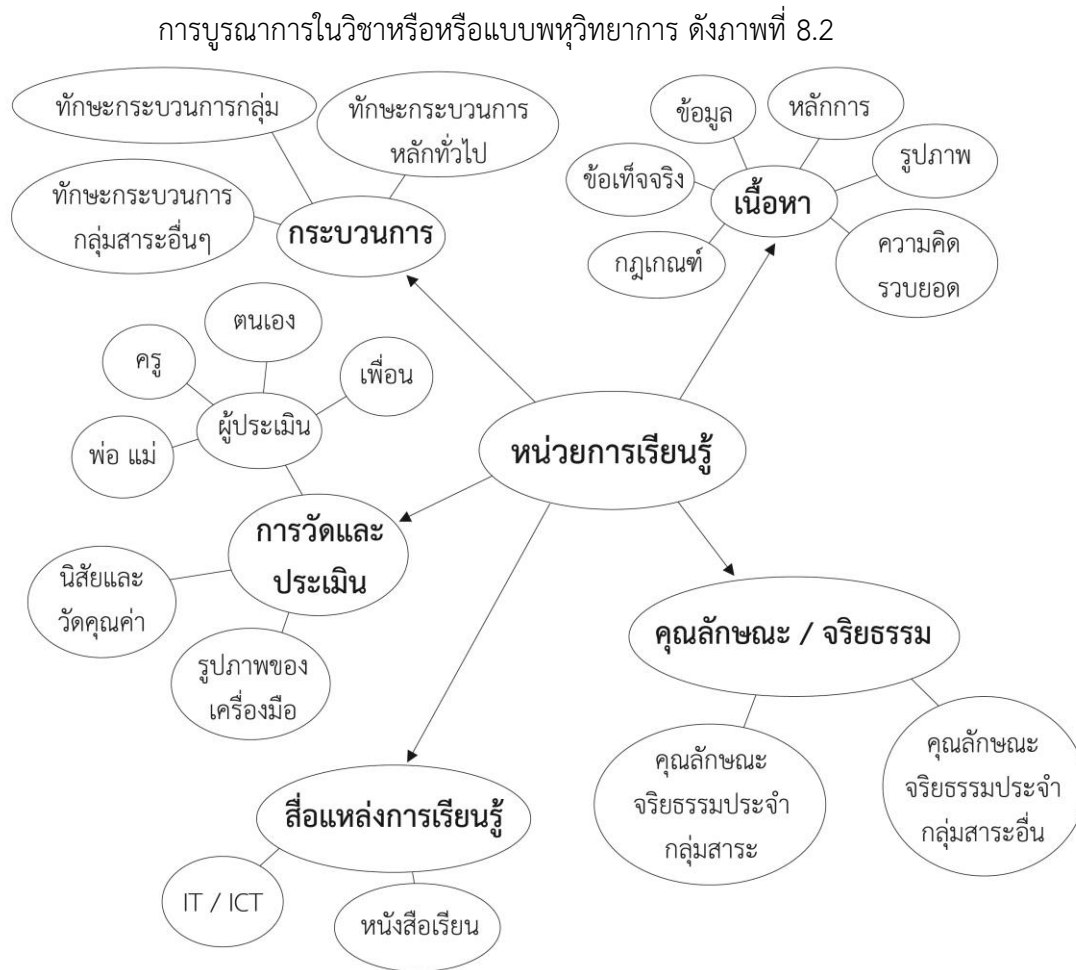 การบูรณาการในวิชาหรือหรือแบบพหุวิทยาการ ดังภาพที่ 8.2
ทักษะกระบวนการกลุ่ม
ทักษะกระบวนการ
หลักทั่วไป
ทักษะกระบวนการ
กลุ่มสาระอื่นๆ
กระบวนการ
ข้อมูล
หลักการ
รูปภาพ
ข้อเท็จจริง
เนื้อหา
กฎเกณฑ์
ความคิด
รวบยอด
ตนเอง
ครู
เพื่อน
ผู้ประเมิน
พ่อ แม่
หน่วยการเรียนรู้
การวัดและ
ประเมิน
นิสัยและ
วัดคุณค่า
รูปภาพของ
เครื่องมือ
คุณลักษณะ / จริยธรรม
คุณลักษณะ
จริยธรรมประจำ
กลุ่มสาระ
คุณลักษณะ
จริยธรรมประจำ
กลุ่มสาระอื่น
สื่อแหล่งการเรียนรู้
IT / ICT
หนังสือเรียน